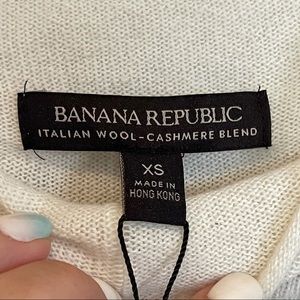 BANANA REPUBLIC
ITALIAN WOOL-CASHMERE BLEND
XS
MADE IN
HONG KONG